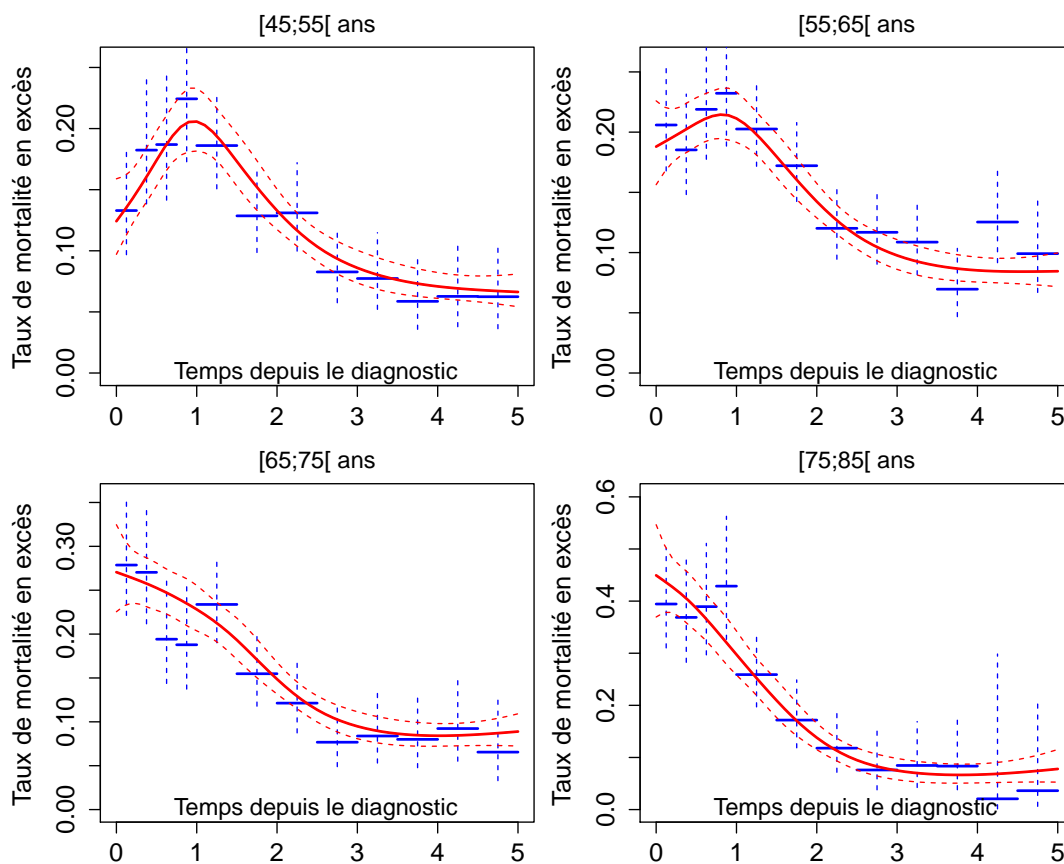 [45;55[ ans
Taux de mortalité en excès
0.00 0.10 0.20
Temps depuis le diagnostic
0 1 2 3 4 5
[55;65[ ans
Taux de mortalité en excès
0.00 0.10 0.20
Temps depuis le diagnostic
0 1 2 3 4 5
[65;75[ ans
Taux de mortalité en excès
0.00 0.10 0.20 0.30
Temps depuis le diagnostic
0 1 2 3 4 5
[75;85[ ans
Taux de mortalité en excès
0.0 0.2 0.4 0.6
Temps depuis le diagnostic
0 1 2 3 4 5